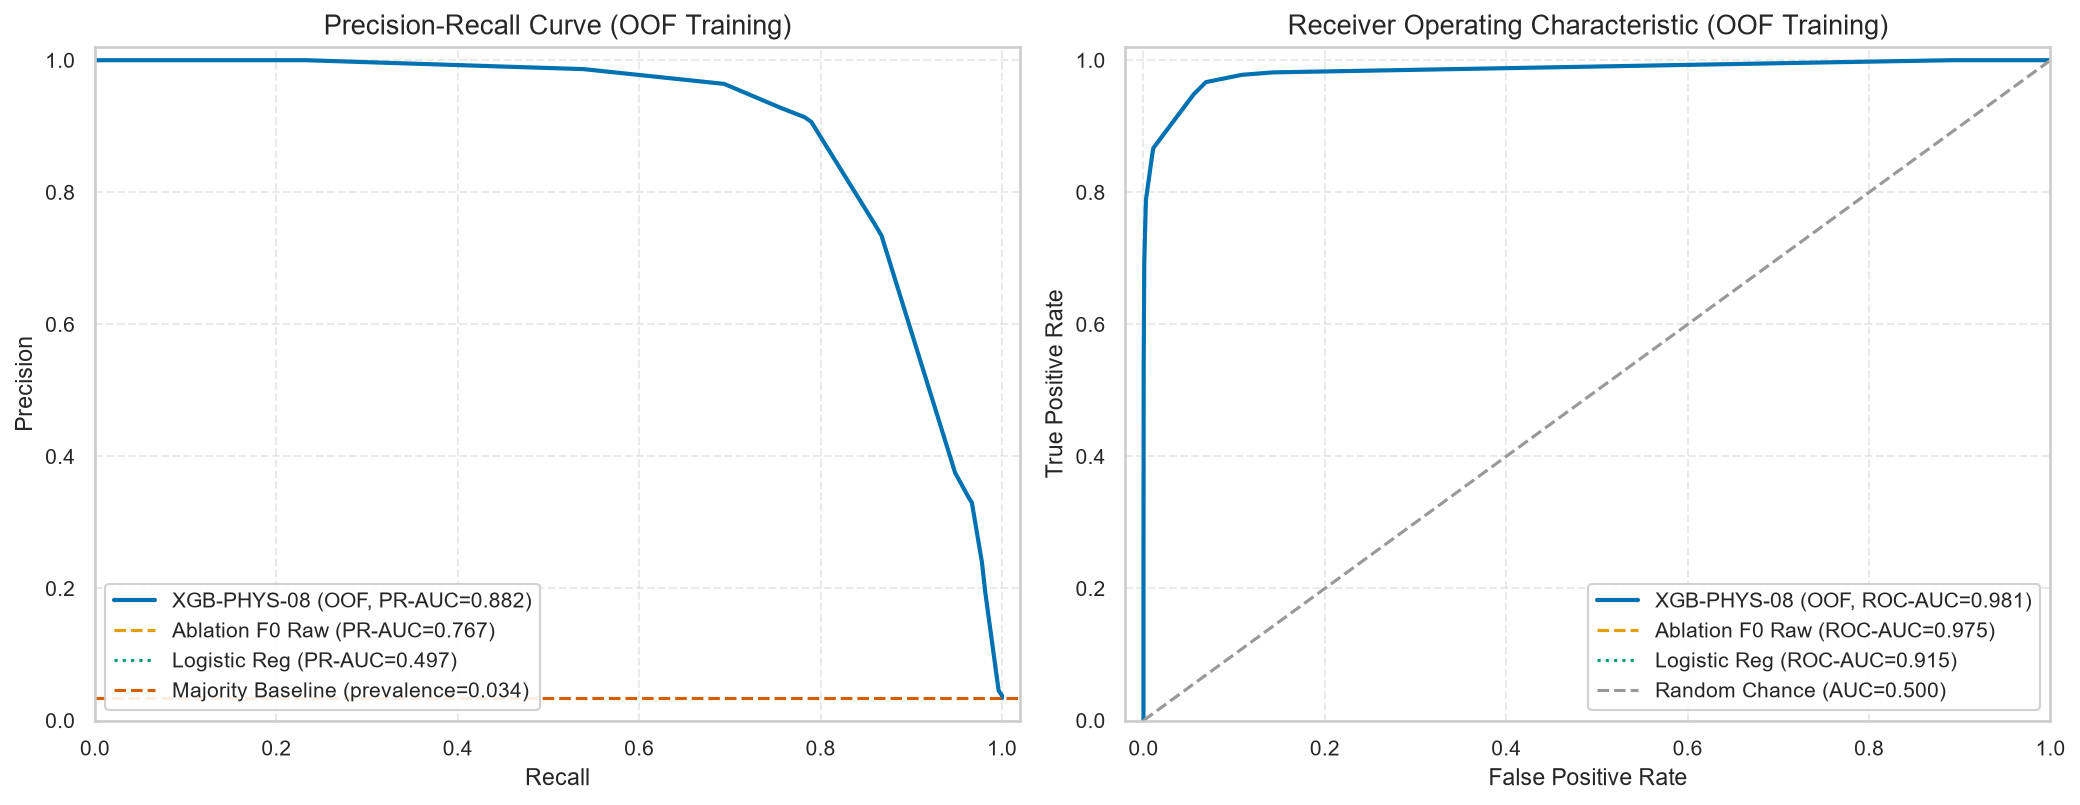 Precision-Recall Curve (OOF Training)
Precision
1.0
0.8
0.6
0.4
0.2
0.0
XGB-PHYS-08 (OOF, PR-AUC=0.882)
Ablation F0 Raw (PR-AUC=0.767)
Logistic Reg (PR-AUC=0.497)
Majority Baseline (prevalence=0.034)
0.0 0.2 0.4 0.6 0.8 1.0
Recall
Receiver Operating Characteristic (OOF Training)
True Positive Rate
1.0
0.8
0.6
0.4
0.2
0.0
XGB-PHYS-08 (OOF, ROC-AUC=0.981)
Ablation F0 Raw (ROC-AUC=0.975)
Logistic Reg (ROC-AUC=0.915)
Random Chance (AUC=0.500)
0.0 0.2 0.4 0.6 0.8 1.0
False Positive Rate